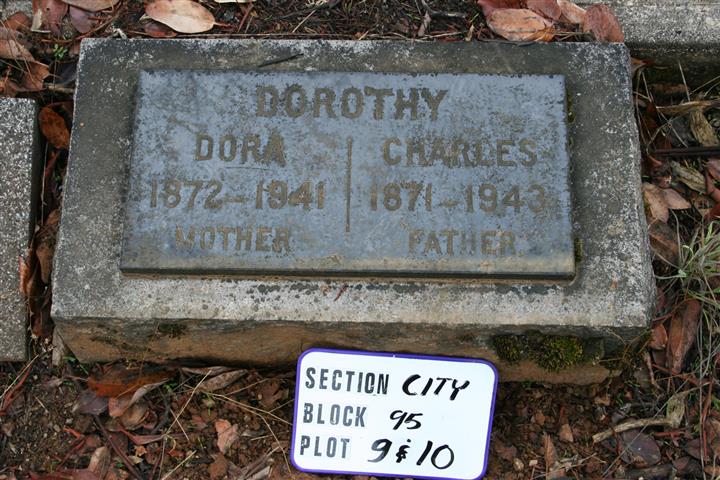 DOROTHY
DORA CHARLES
1872-1941 1871-1943
MOTHER FATHER
SECTION CITY
BLOCK 95
PLOT 9 & 10